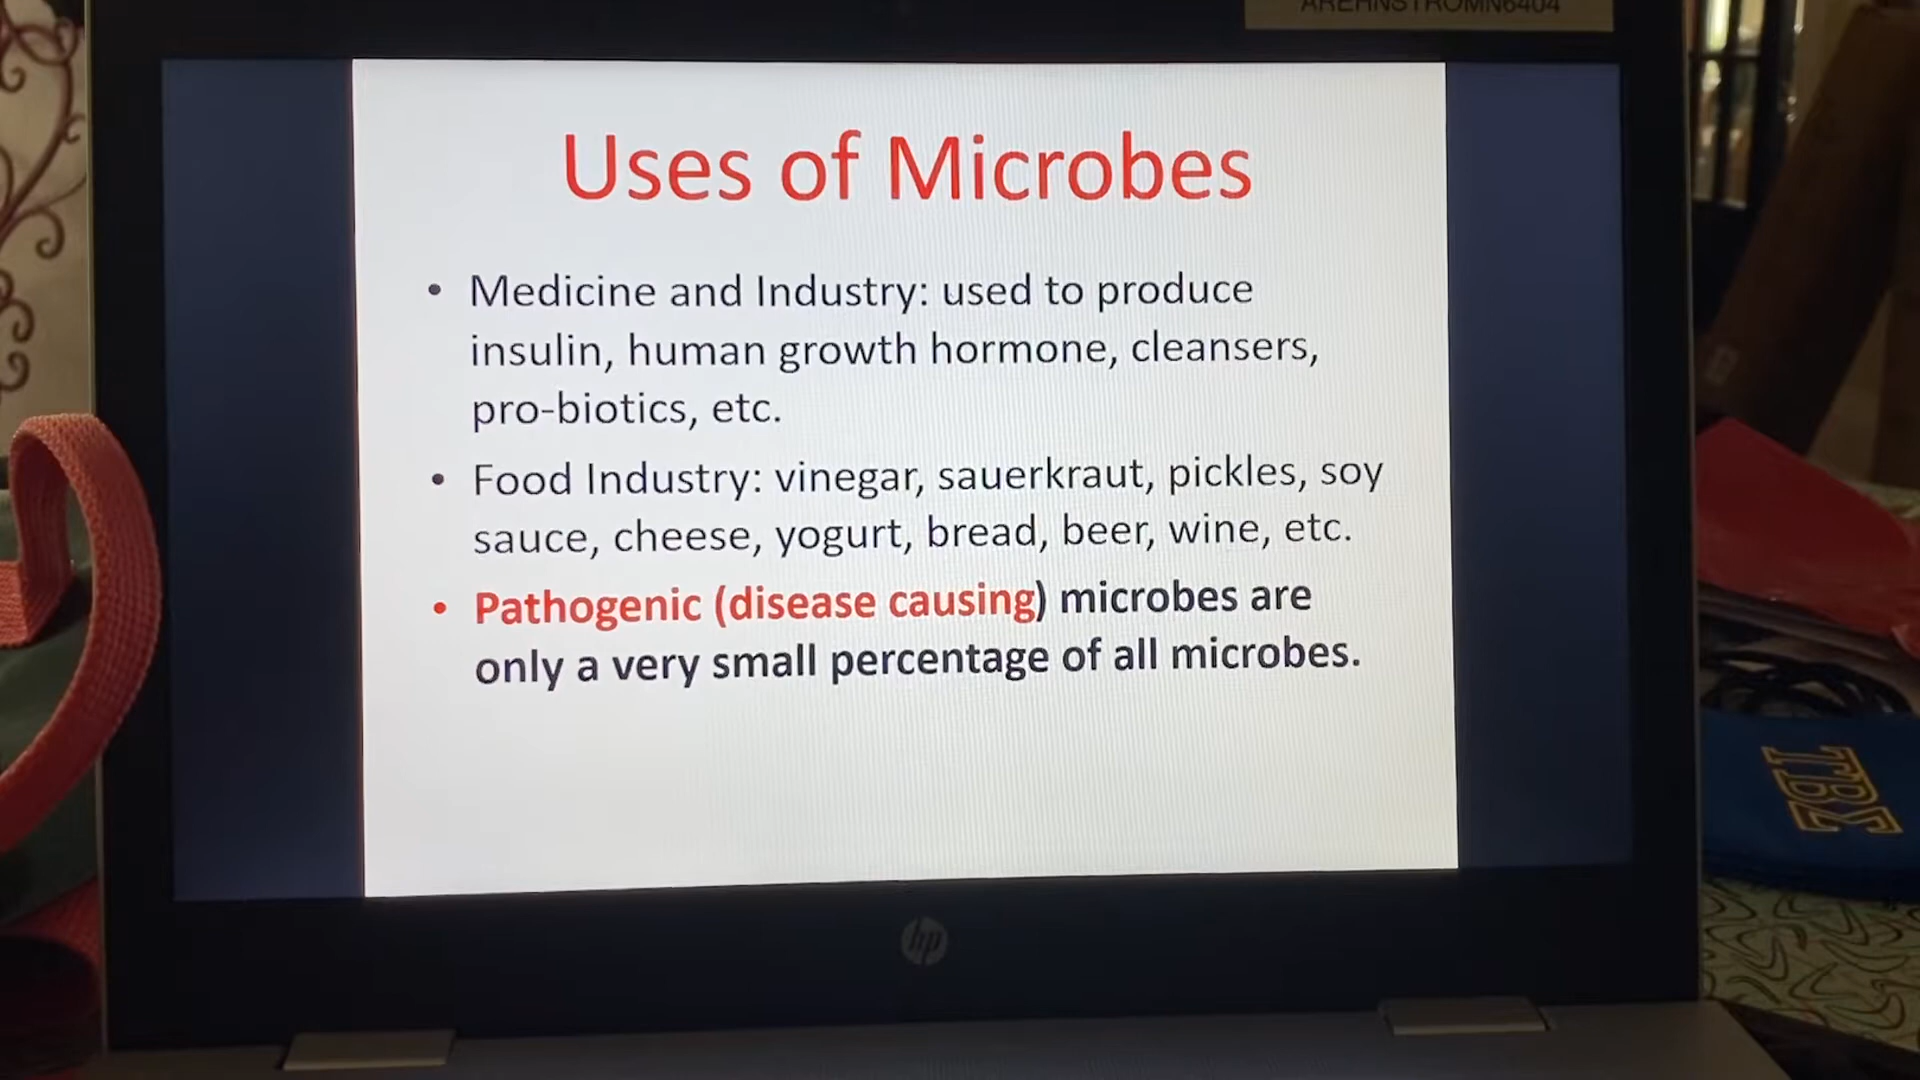 Uses of Microbes
• Medicine and Industry: used to produce
insulin, human growth hormone, cleansers,
pro-biotics, etc.
• Food Industry: vinegar, sauerkraut, pickles, soy
sauce, cheese, yogurt, bread, beer, wine, etc.
• Pathogenic (disease causing) microbes are
only a very small percentage of all microbes.
hp